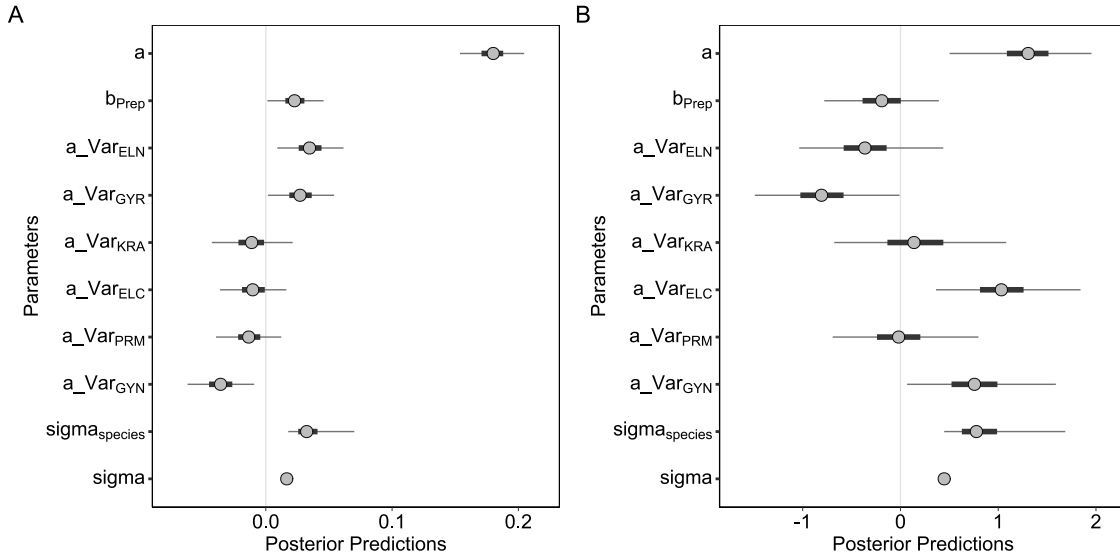 A
a
bPrep
a_VarELN
a_VarGYR
a_VarKRA
a_VarELC
a_VarPRM
a_VarGYN
sigmaspecies
sigma
Parameters
0.0 0.1 0.2
Posterior Predictions
B
a
bPrep
a_VarELN
a_VarGYR
a_VarKRA
a_VarELC
a_VarPRM
a_VarGYN
sigmaspecies
sigma
Parameters
-1 0 1 2
Posterior Predictions